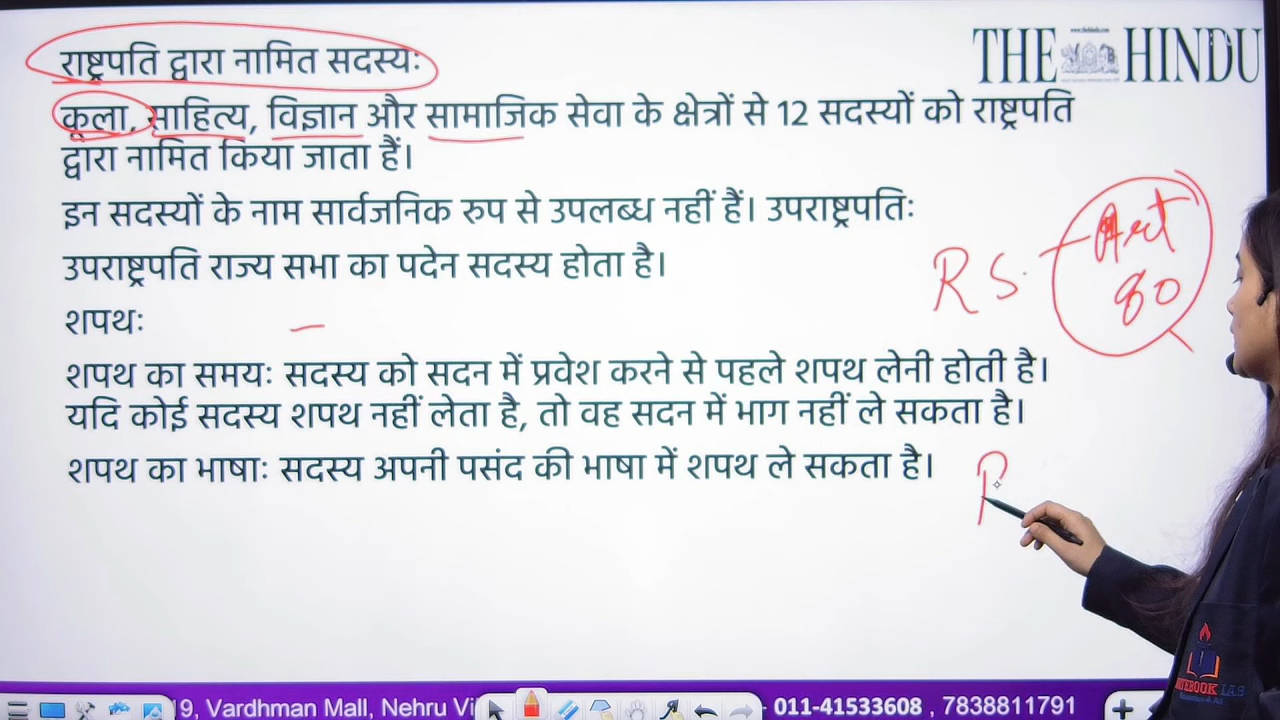 राष्ट्रपति द्वारा नामित सदस्यः
THE HINDU
कला, साहित्य, विज्ञान और सामाजिक सेवा के क्षेत्रों से 12 सदस्यों को राष्ट्रपति
द्वारा नामित किया जाता हैं।
इन सदस्यों के नाम सार्वजनिक रुप से उपलब्ध नहीं हैं। उपराष्ट्रपतिः
उपराष्ट्रपति राज्य सभा का पदेन सदस्य होता है।
RS. - Art
80
शपथः
शपथ का समयः सदस्य को सदन में प्रवेश करने से पहले शपथ लेनी होती है।
यदि कोई सदस्य शपथ नहीं लेता है, तो वह सदन में भाग नहीं ले सकता है।
शपथ का भाषाः सदस्य अपनी पसंद की भाषा में शपथ ले सकता है।
P
NOTEBOOK I.A.S
9, Vardhman Mall, Nehru Vi - 011-41533608 , 7838811791